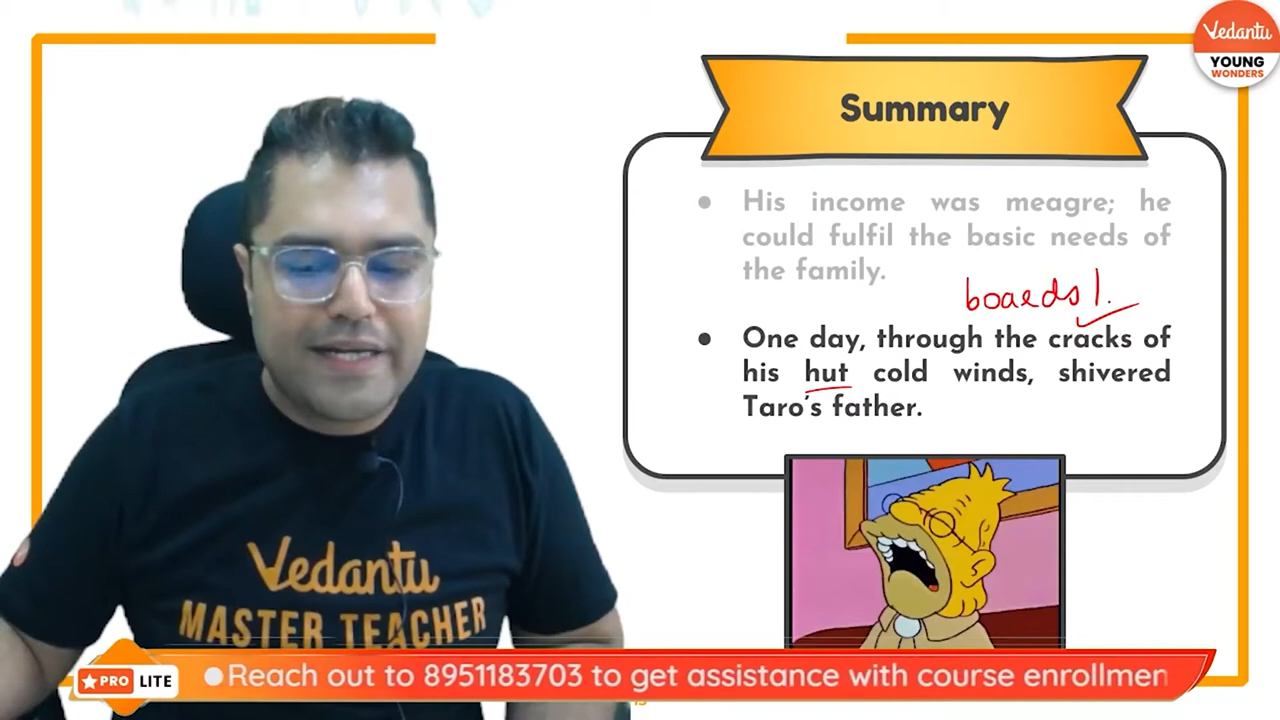 Vedantu
YOUNG
WONDERS
Summary
● His income was meagre; he
could fulfil the basic needs of
the family.
boards 1.
● One day, through the cracks of
his hut cold winds, shivered
Taro's father.
Vedantu
MASTER TEACHER
PRO LITE
●Reach out to 8951183703 to get assistance with course enrollmen